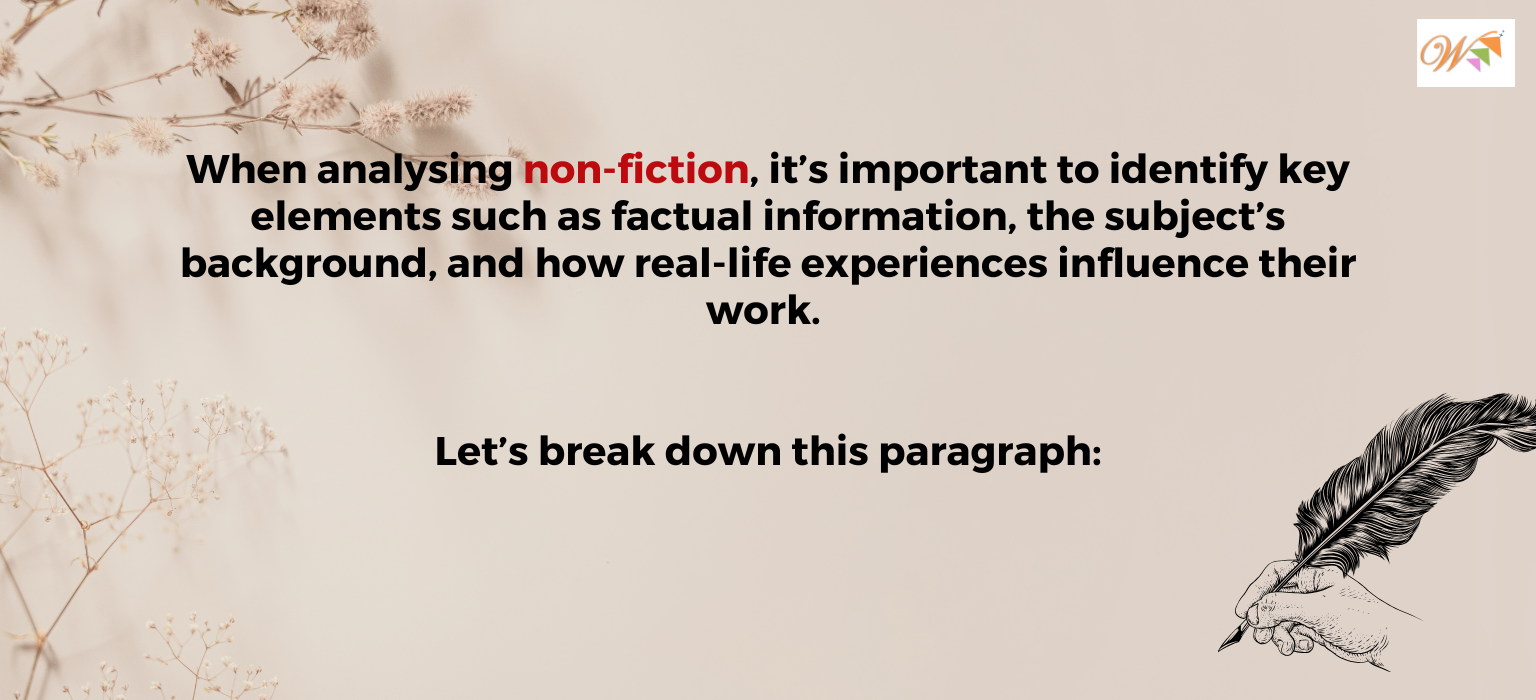 W
When analysing non-fiction, it’s important to identify key
elements such as factual information, the subject’s
background, and how real-life experiences influence their
work.
Let’s break down this paragraph: